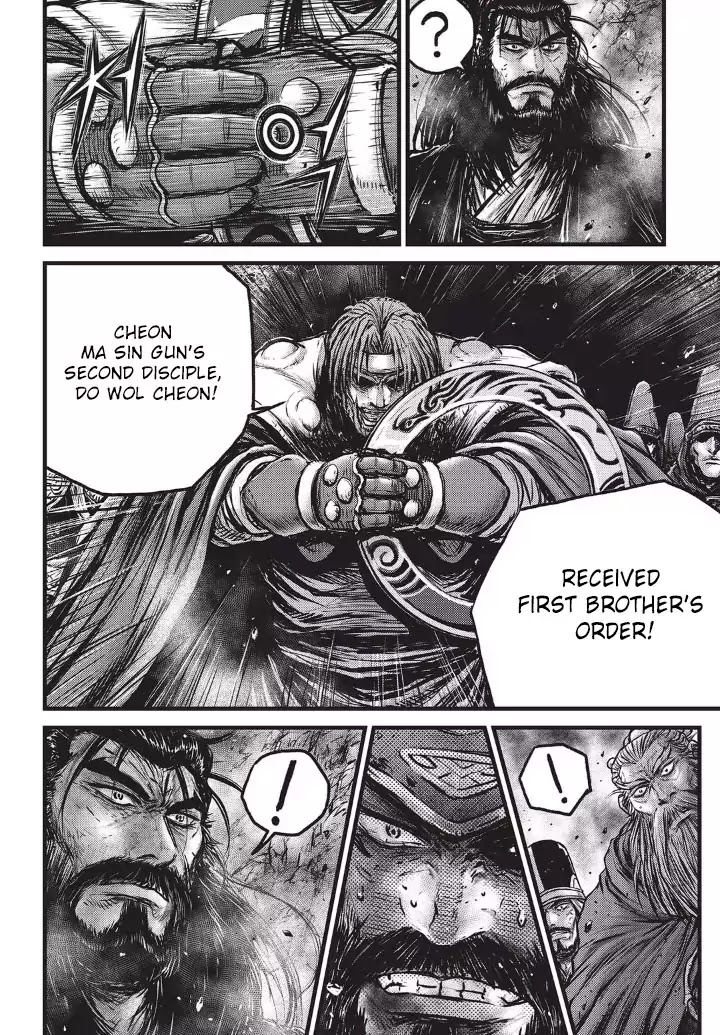 ?
CHEON
MA SIN GUN'S
SECOND DISCIPLE,
DO WOL CHEON!
RECEIVED
FIRST BROTHER'S
ORDER!
!
!